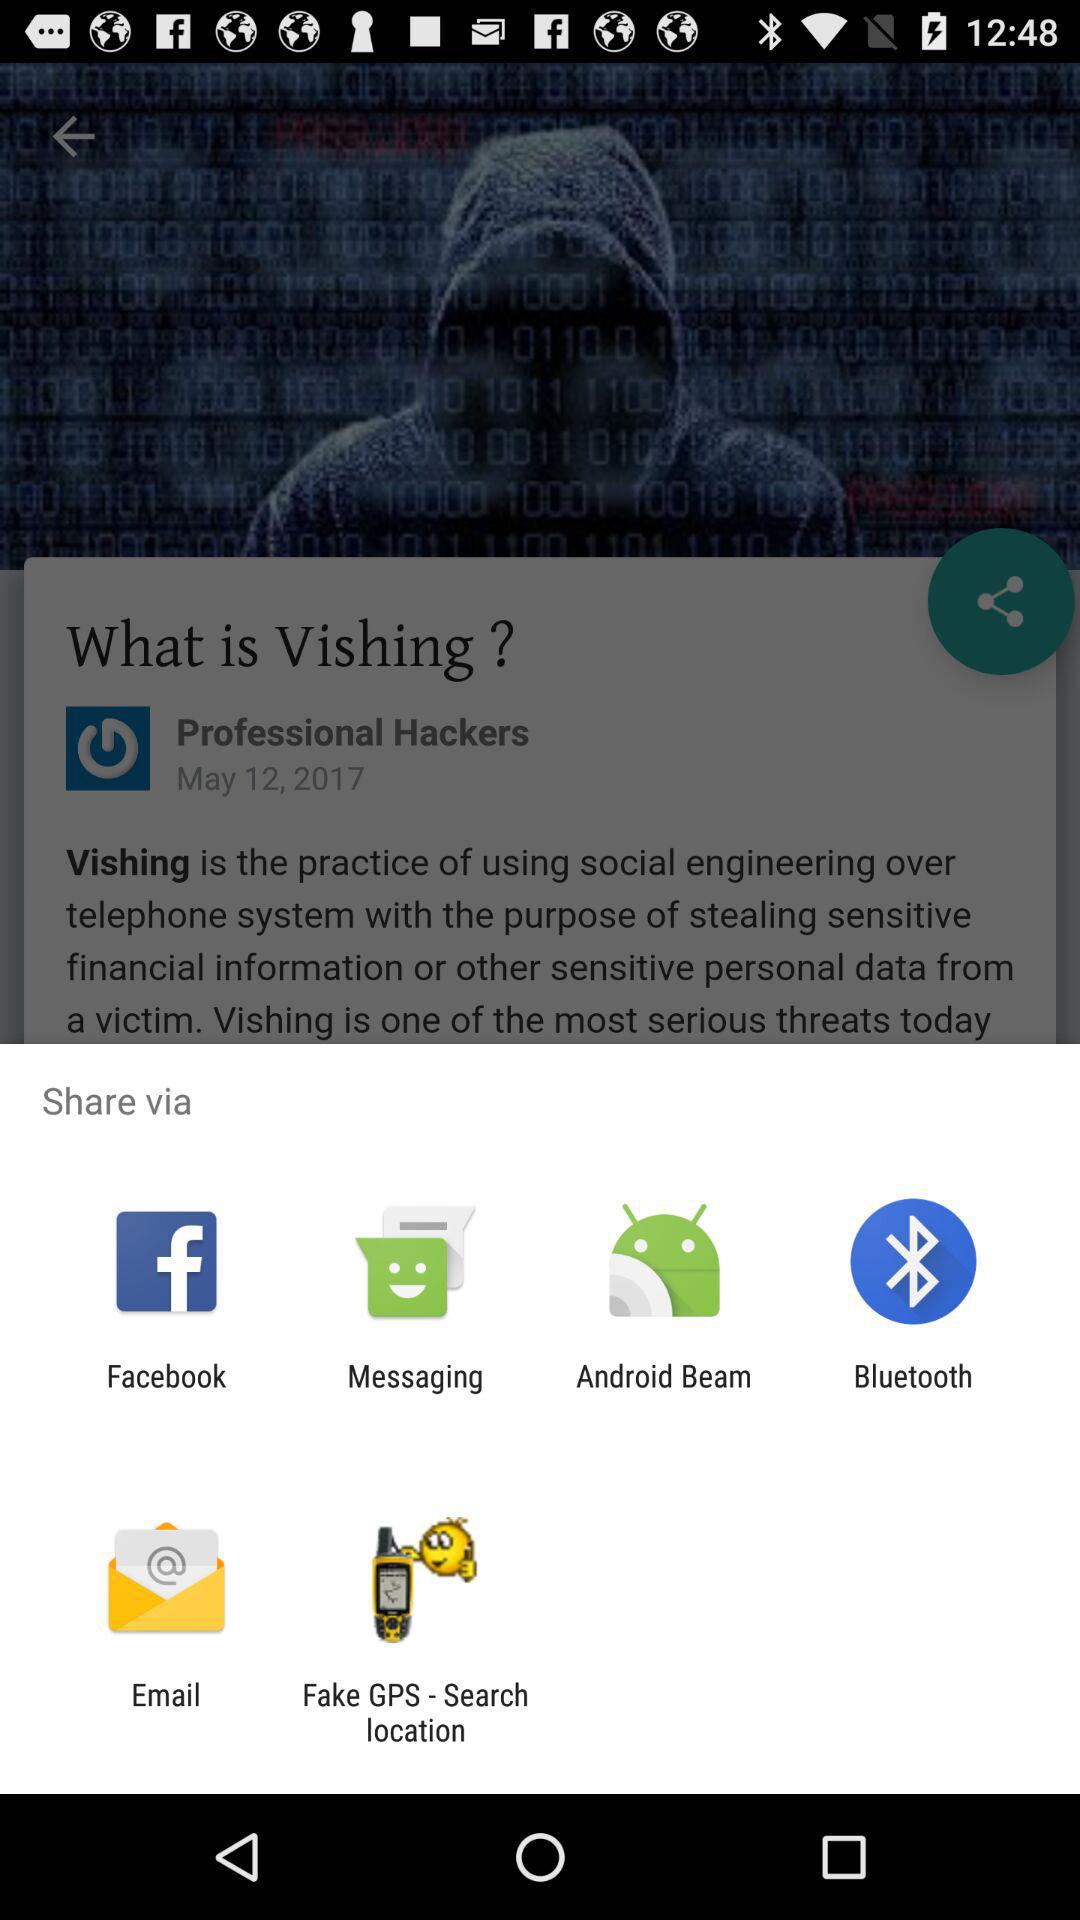 12:48
What is Vishing ?
Professional Hackers
May 12, 2017
Vishing is the practice of using social engineering over
telephone system with the purpose of stealing sensitive
financial information or other sensitive personal data from
a victim. Vishing is one of the most serious threats today
Share via
Facebook
Messaging
Android Beam
Bluetooth
Email
Fake GPS - Search
location